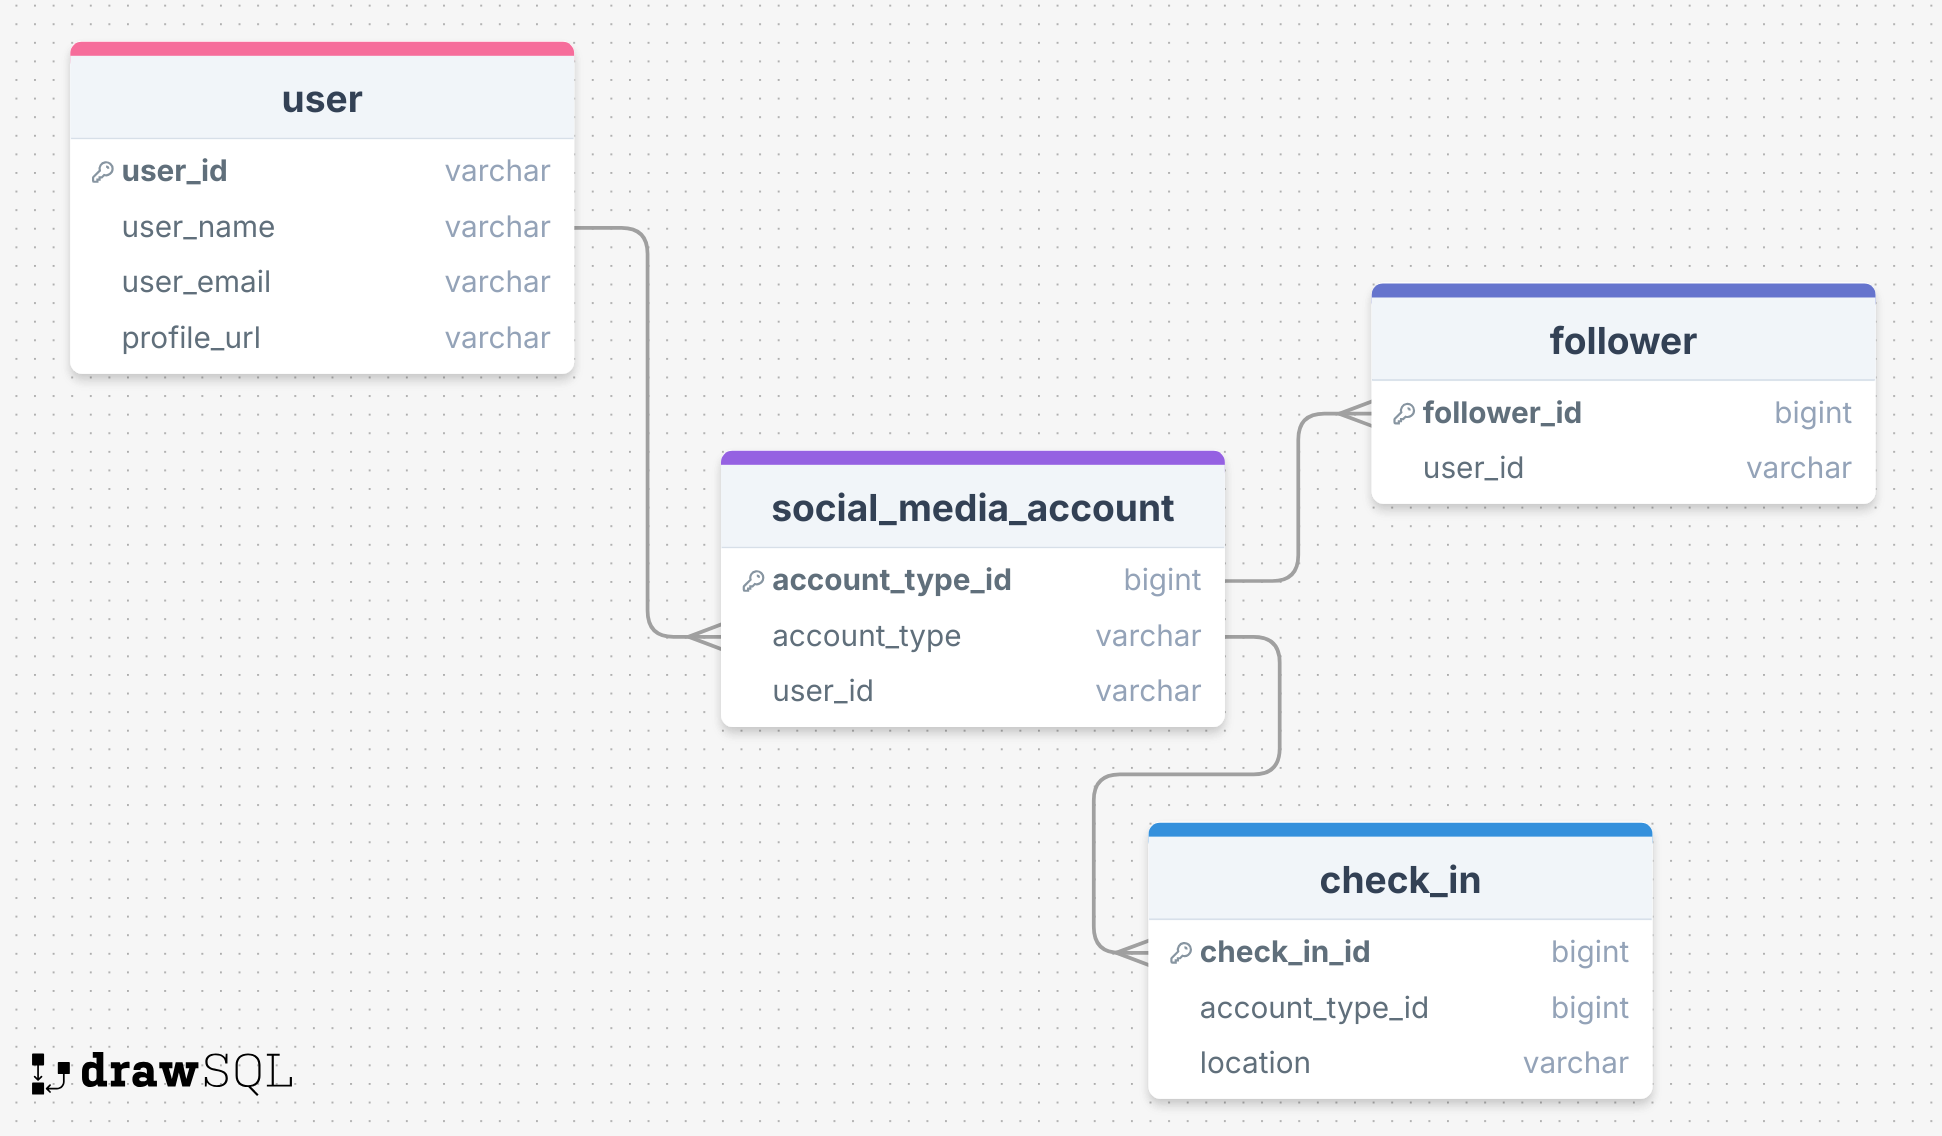 user
user_id varchar
user_name varchar
user_email varchar
profile_url varchar
follower
follower_id bigint
user_id varchar
social_media_account
account_type_id bigint
account_type varchar
user_id varchar
check_in
check_in_id bigint
account_type_id bigint
location varchar
drawSQL